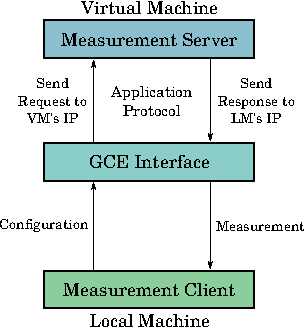 Virtual Machine
Measurement Server
Send
Request to
VM's IP
Application
Protocol
Send
Response to
LM's IP
GCE Interface
Configuration
Measurement
Measurement Client
Local Machine